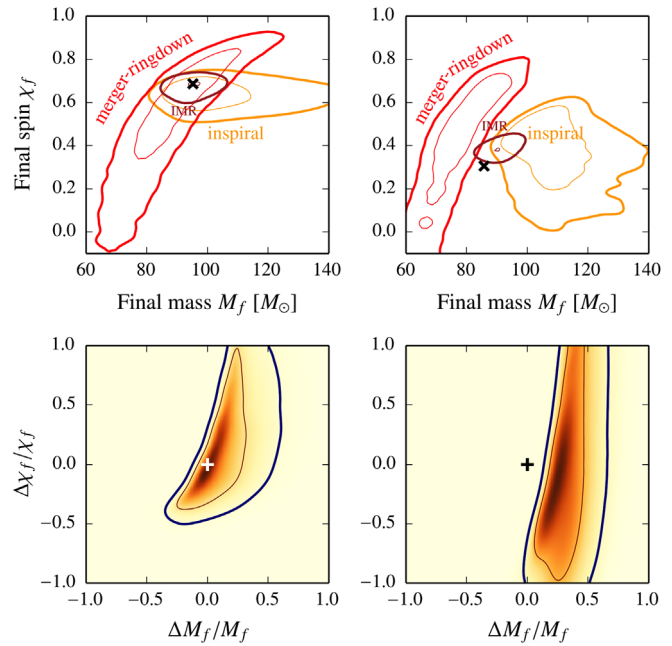 1.0
0.8
0.6
0.4
0.2
0.0
60 80 100 120 140
Final spin χ_f
Final mass M_f [M_⊙]
merger-ringdown
IMR
inspiral
1.0
0.8
0.6
0.4
0.2
0.0
60 80 100 120 140
Final mass M_f [M_⊙]
merger-ringdown
IMR
inspiral
1.0
0.5
0.0
−0.5
−1.0
−1.0 −0.5 0.0 0.5 1.0
Δχ_f/χ_f
ΔM_f/M_f
1.0
0.5
0.0
−0.5
−1.0
−1.0 −0.5 0.0 0.5 1.0
ΔM_f/M_f